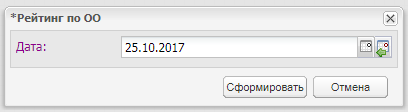 *Рейтинг по ОО
Дата: 25.10.2017
Сформировать Отмена